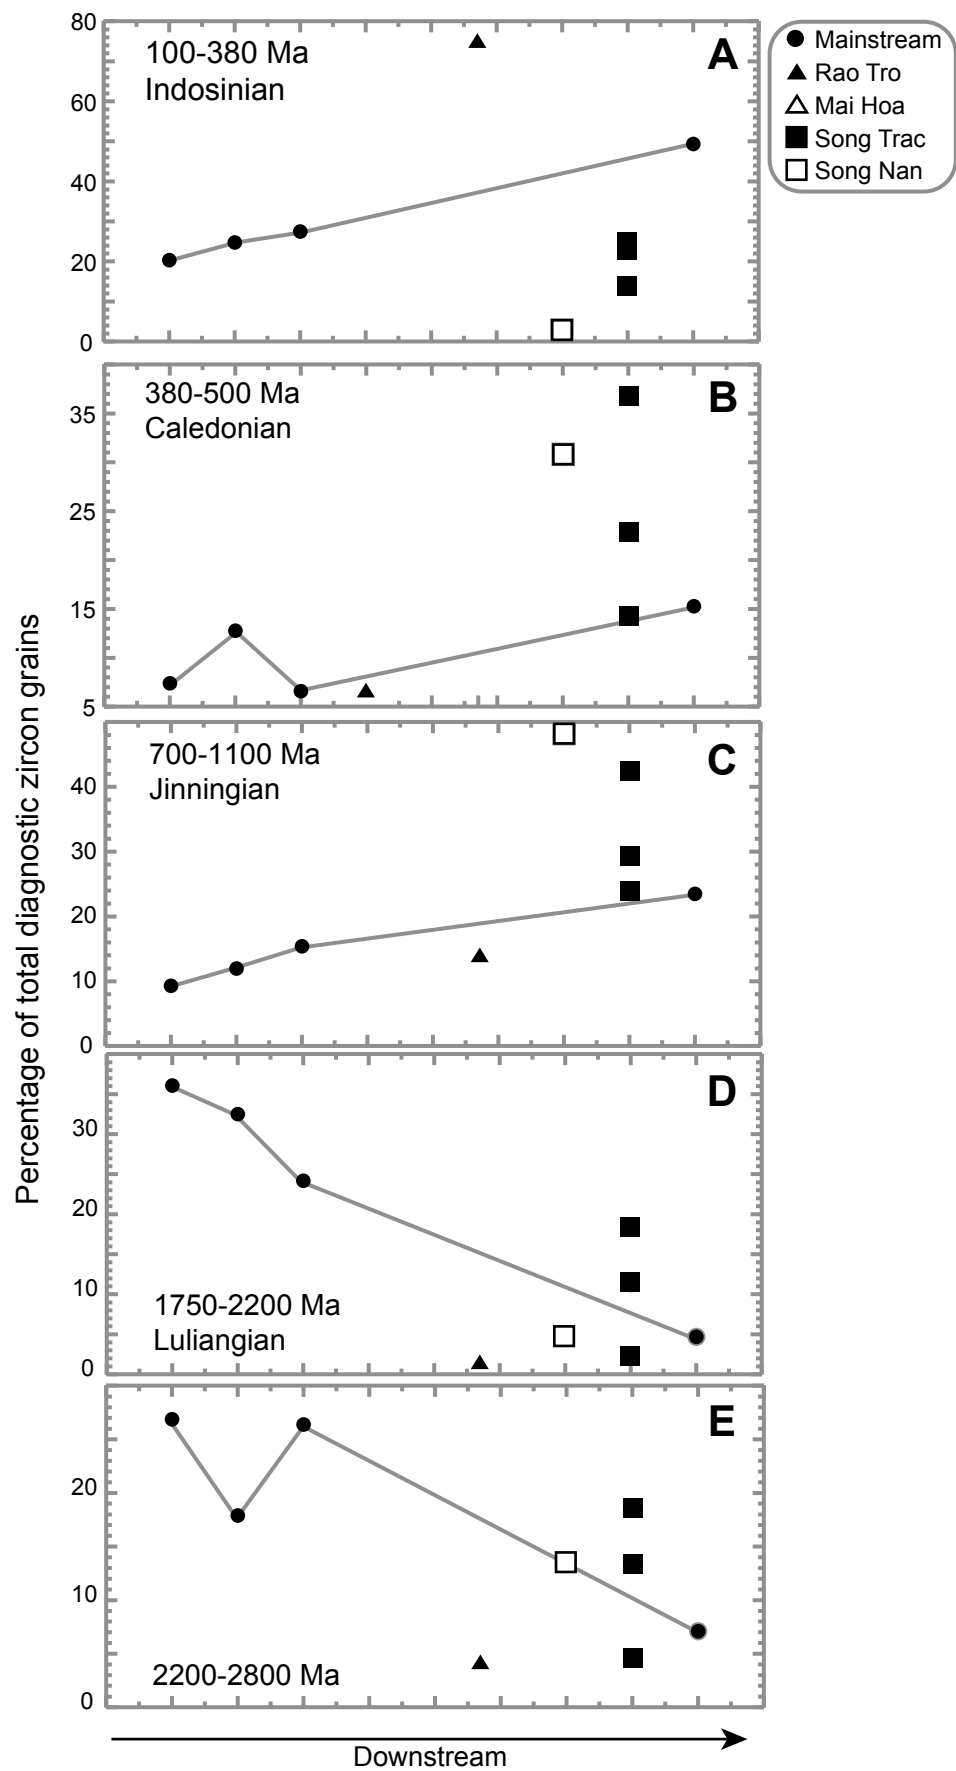 80
60
40
20
0
100-380 Ma
Indosinian
A
Mainstream
Rao Tro
Mai Hoa
Song Trac
Song Nan
35
25
15
5
380-500 Ma
Caledonian
B
Percentage of total diagnostic zircon grains
40
30
20
10
0
700-1100 Ma
Jinningian
C
30
20
10
0
D
1750-2200 Ma
Luliangian
20
10
0
E
2200-2800 Ma
Downstream